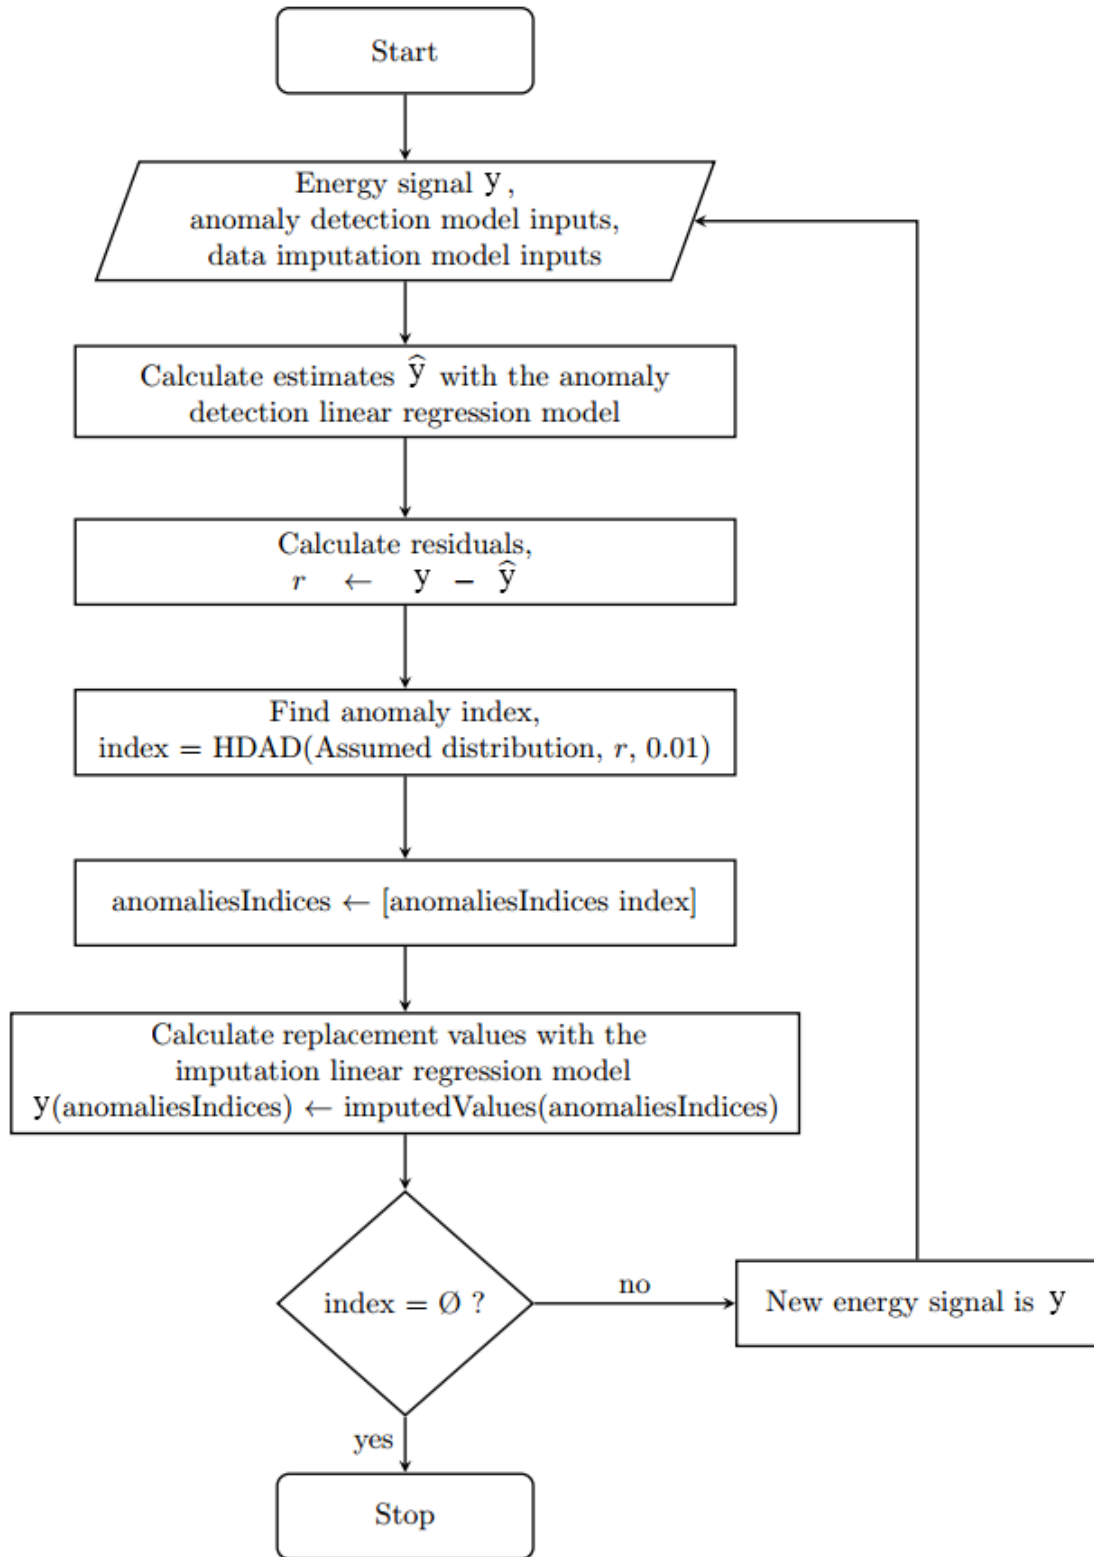 Start
Energy signal y,
anomaly detection model inputs,
data imputation model inputs
Calculate estimates ŷ with the anomaly
detection linear regression model
Calculate residuals,
r ← y − ŷ
Find anomaly index,
index = HDAD(Assumed distribution, r, 0.01)
anomaliesIndices ← [anomaliesIndices index]
Calculate replacement values with the
imputation linear regression model
y(anomaliesIndices) ← imputedValues(anomaliesIndices)
index = Ø ?
no
New energy signal is y
yes
Stop